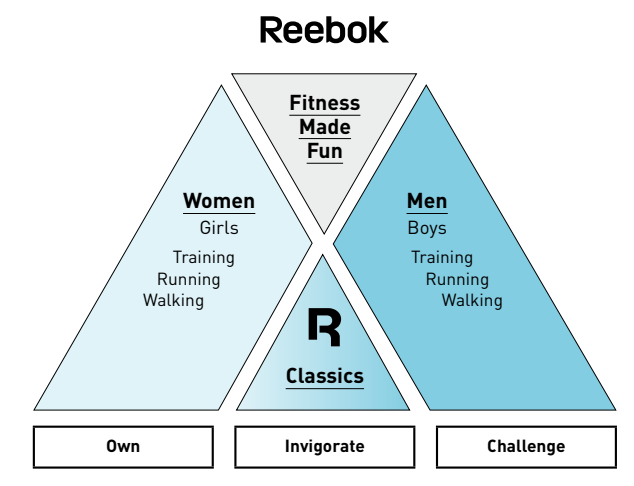 Reebok
Fitness
Made
Fun
Women
Girls
Training
Running
Walking
Men
Boys
Training
Running
Walking
R
Classics
Own
Invigorate
Challenge